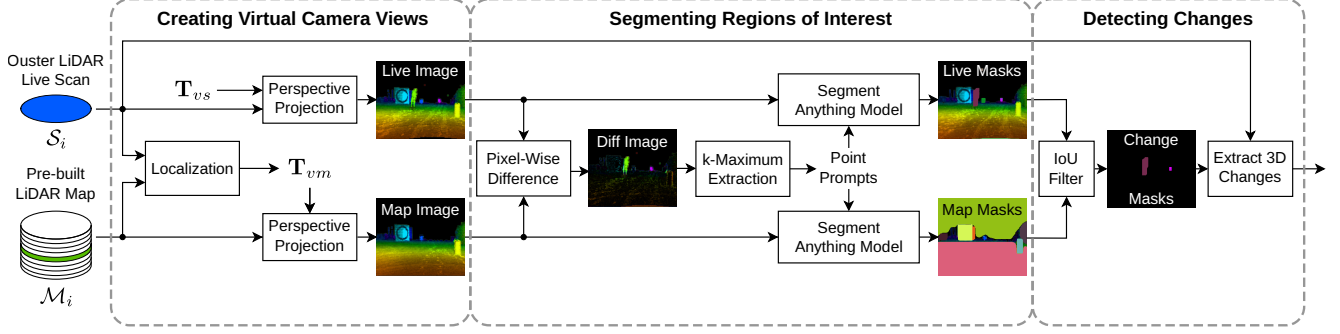 Creating Virtual Camera Views
Segmenting Regions of Interest
Detecting Changes
Ouster LiDAR
Live Scan
S_i
Pre-built
LiDAR Map
M_i
T_vs
Perspective
Projection
Live Image
Localization
T_vm
Perspective
Projection
Map Image
Pixel-Wise
Difference
Diff Image
k-Maximum
Extraction
Point
Prompts
Segment
Anything Model
Live Masks
Segment
Anything Model
Map Masks
IoU
Filter
Change
Masks
Extract 3D
Changes